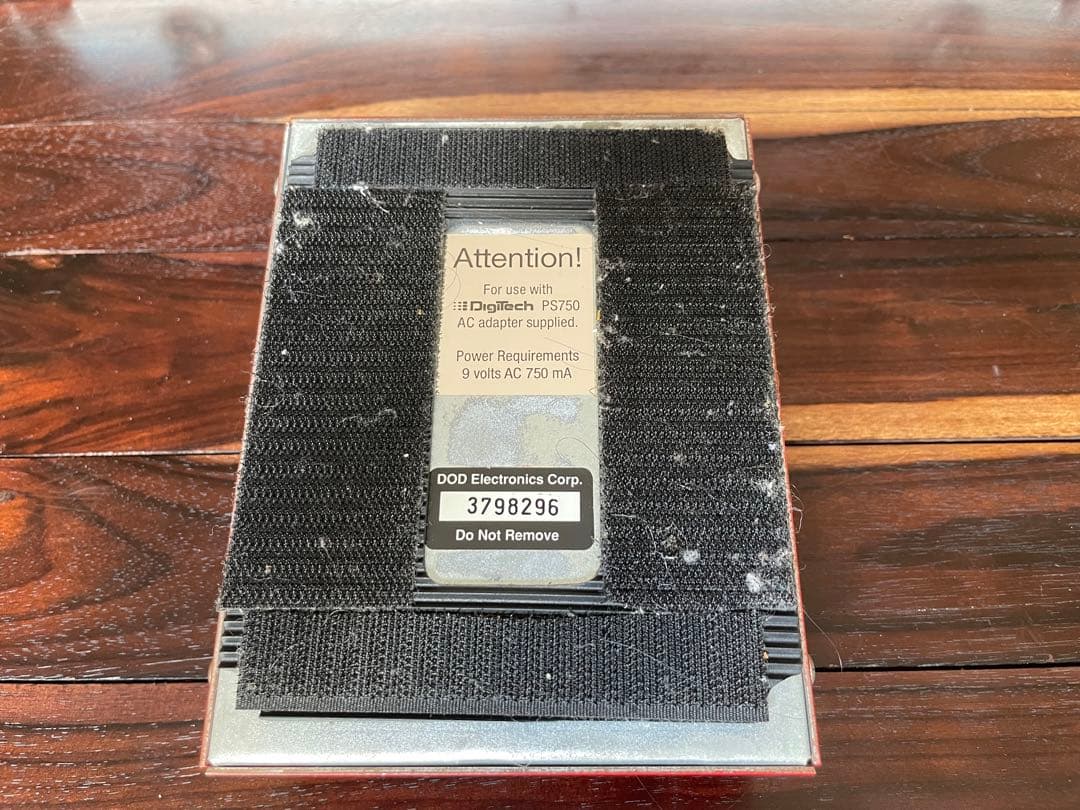 Attention!
For use with
DigiTech PS750
AC adapter supplied.
Power Requirements
9 volts AC 750 mA
DOD Electronics Corp.
3798296
Do Not Remove